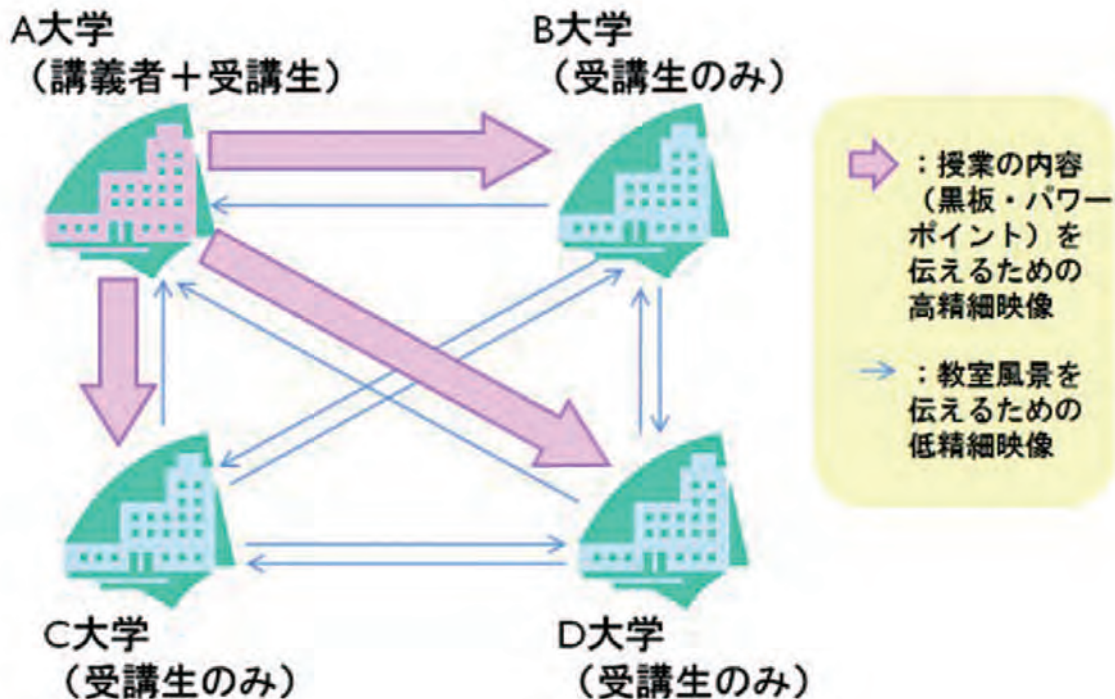 A大学
（講義者＋受講生）
B大学
（受講生のみ）
：授業の内容
（黒板・パワー
ポイント）を
伝えるための
高精細映像
：教室風景を
伝えるための
低精細映像
C大学
（受講生のみ）
D大学
（受講生のみ）